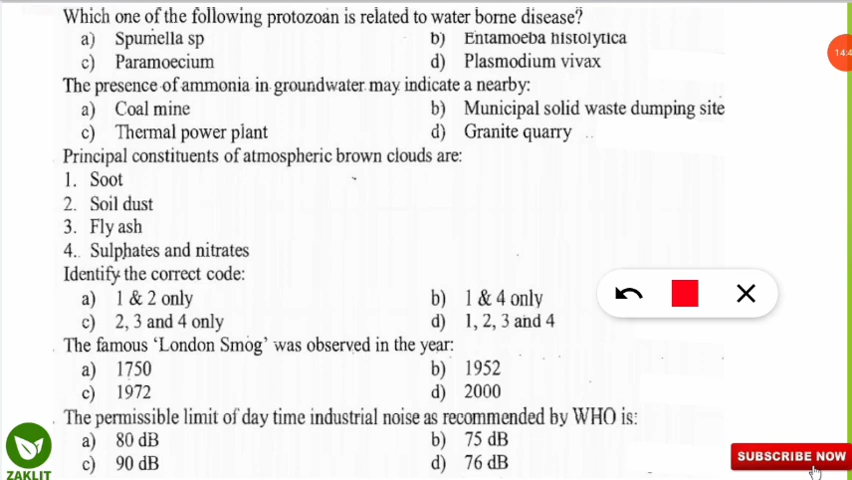 Which one of the following protozoan is related to water borne disease?
a) Spumella sp b) Entamoeba histolytica
c) Paramoecium d) Plasmodium vivax
The presence of ammonia in groundwater may indicate a nearby:
a) Coal mine b) Municipal solid waste dumping site
c) Thermal power plant d) Granite quarry
Principal constituents of atmospheric brown clouds are:
1. Soot
2. Soil dust
3. Fly ash
4. Sulphates and nitrates
Identify the correct code:
a) 1 & 2 only b) 1 & 4 only
c) 2, 3 and 4 only d) 1, 2, 3 and 4
The famous ‘London Smog’ was observed in the year:
a) 1750 b) 1952
c) 1972 d) 2000
The permissible limit of day time industrial noise as recommended by WHO is:
a) 80 dB b) 75 dB
c) 90 dB d) 76 dB
ZAKLIT
SUBSCRIBE NOW